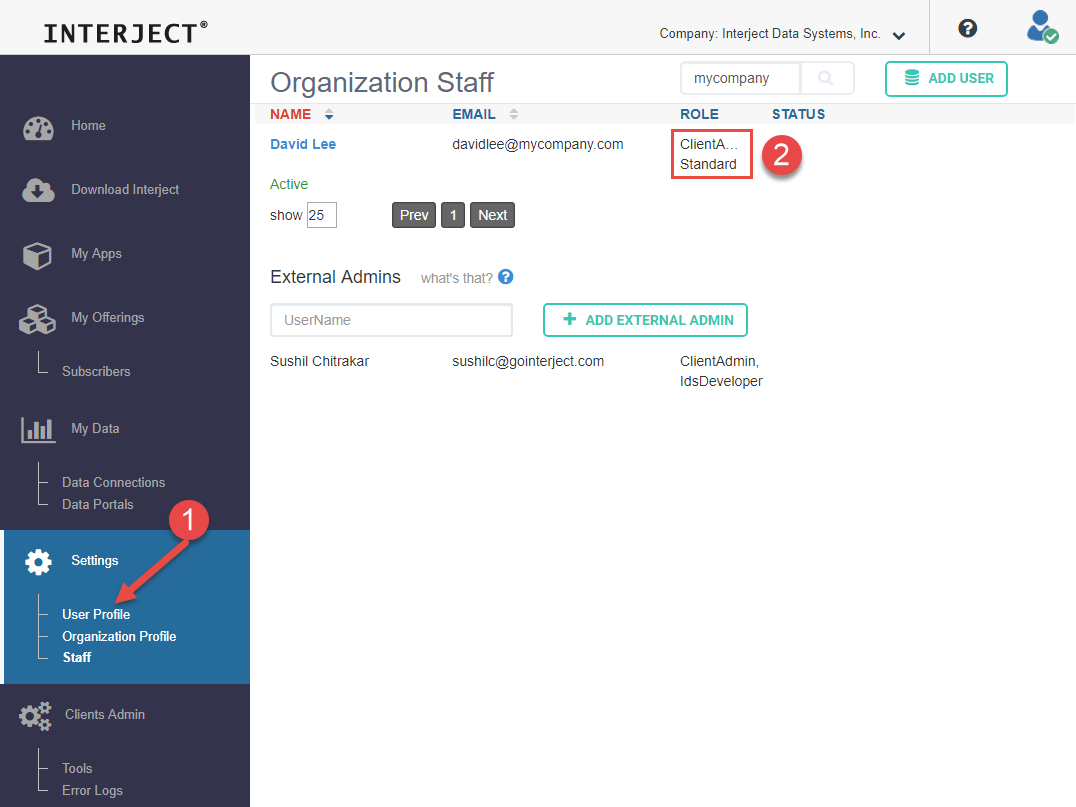 INTERJECT®
Company: Interject Data Systems, Inc.
?
Home
Download Interject
My Apps
My Offerings
Subscribers
My Data
Data Connections
Data Portals
1
Settings
User Profile
Organization Profile
Staff
Clients Admin
Tools
Error Logs
Organization Staff
mycompany
ADD USER
NAME EMAIL ROLE STATUS
David Lee davidlee@mycompany.com ClientA...
Standard
2
Active
show 25 Prev 1 Next
External Admins what's that? ?
UserName
+ ADD EXTERNAL ADMIN
Sushil Chitrakar sushilc@gointerject.com ClientAdmin,
IdsDeveloper